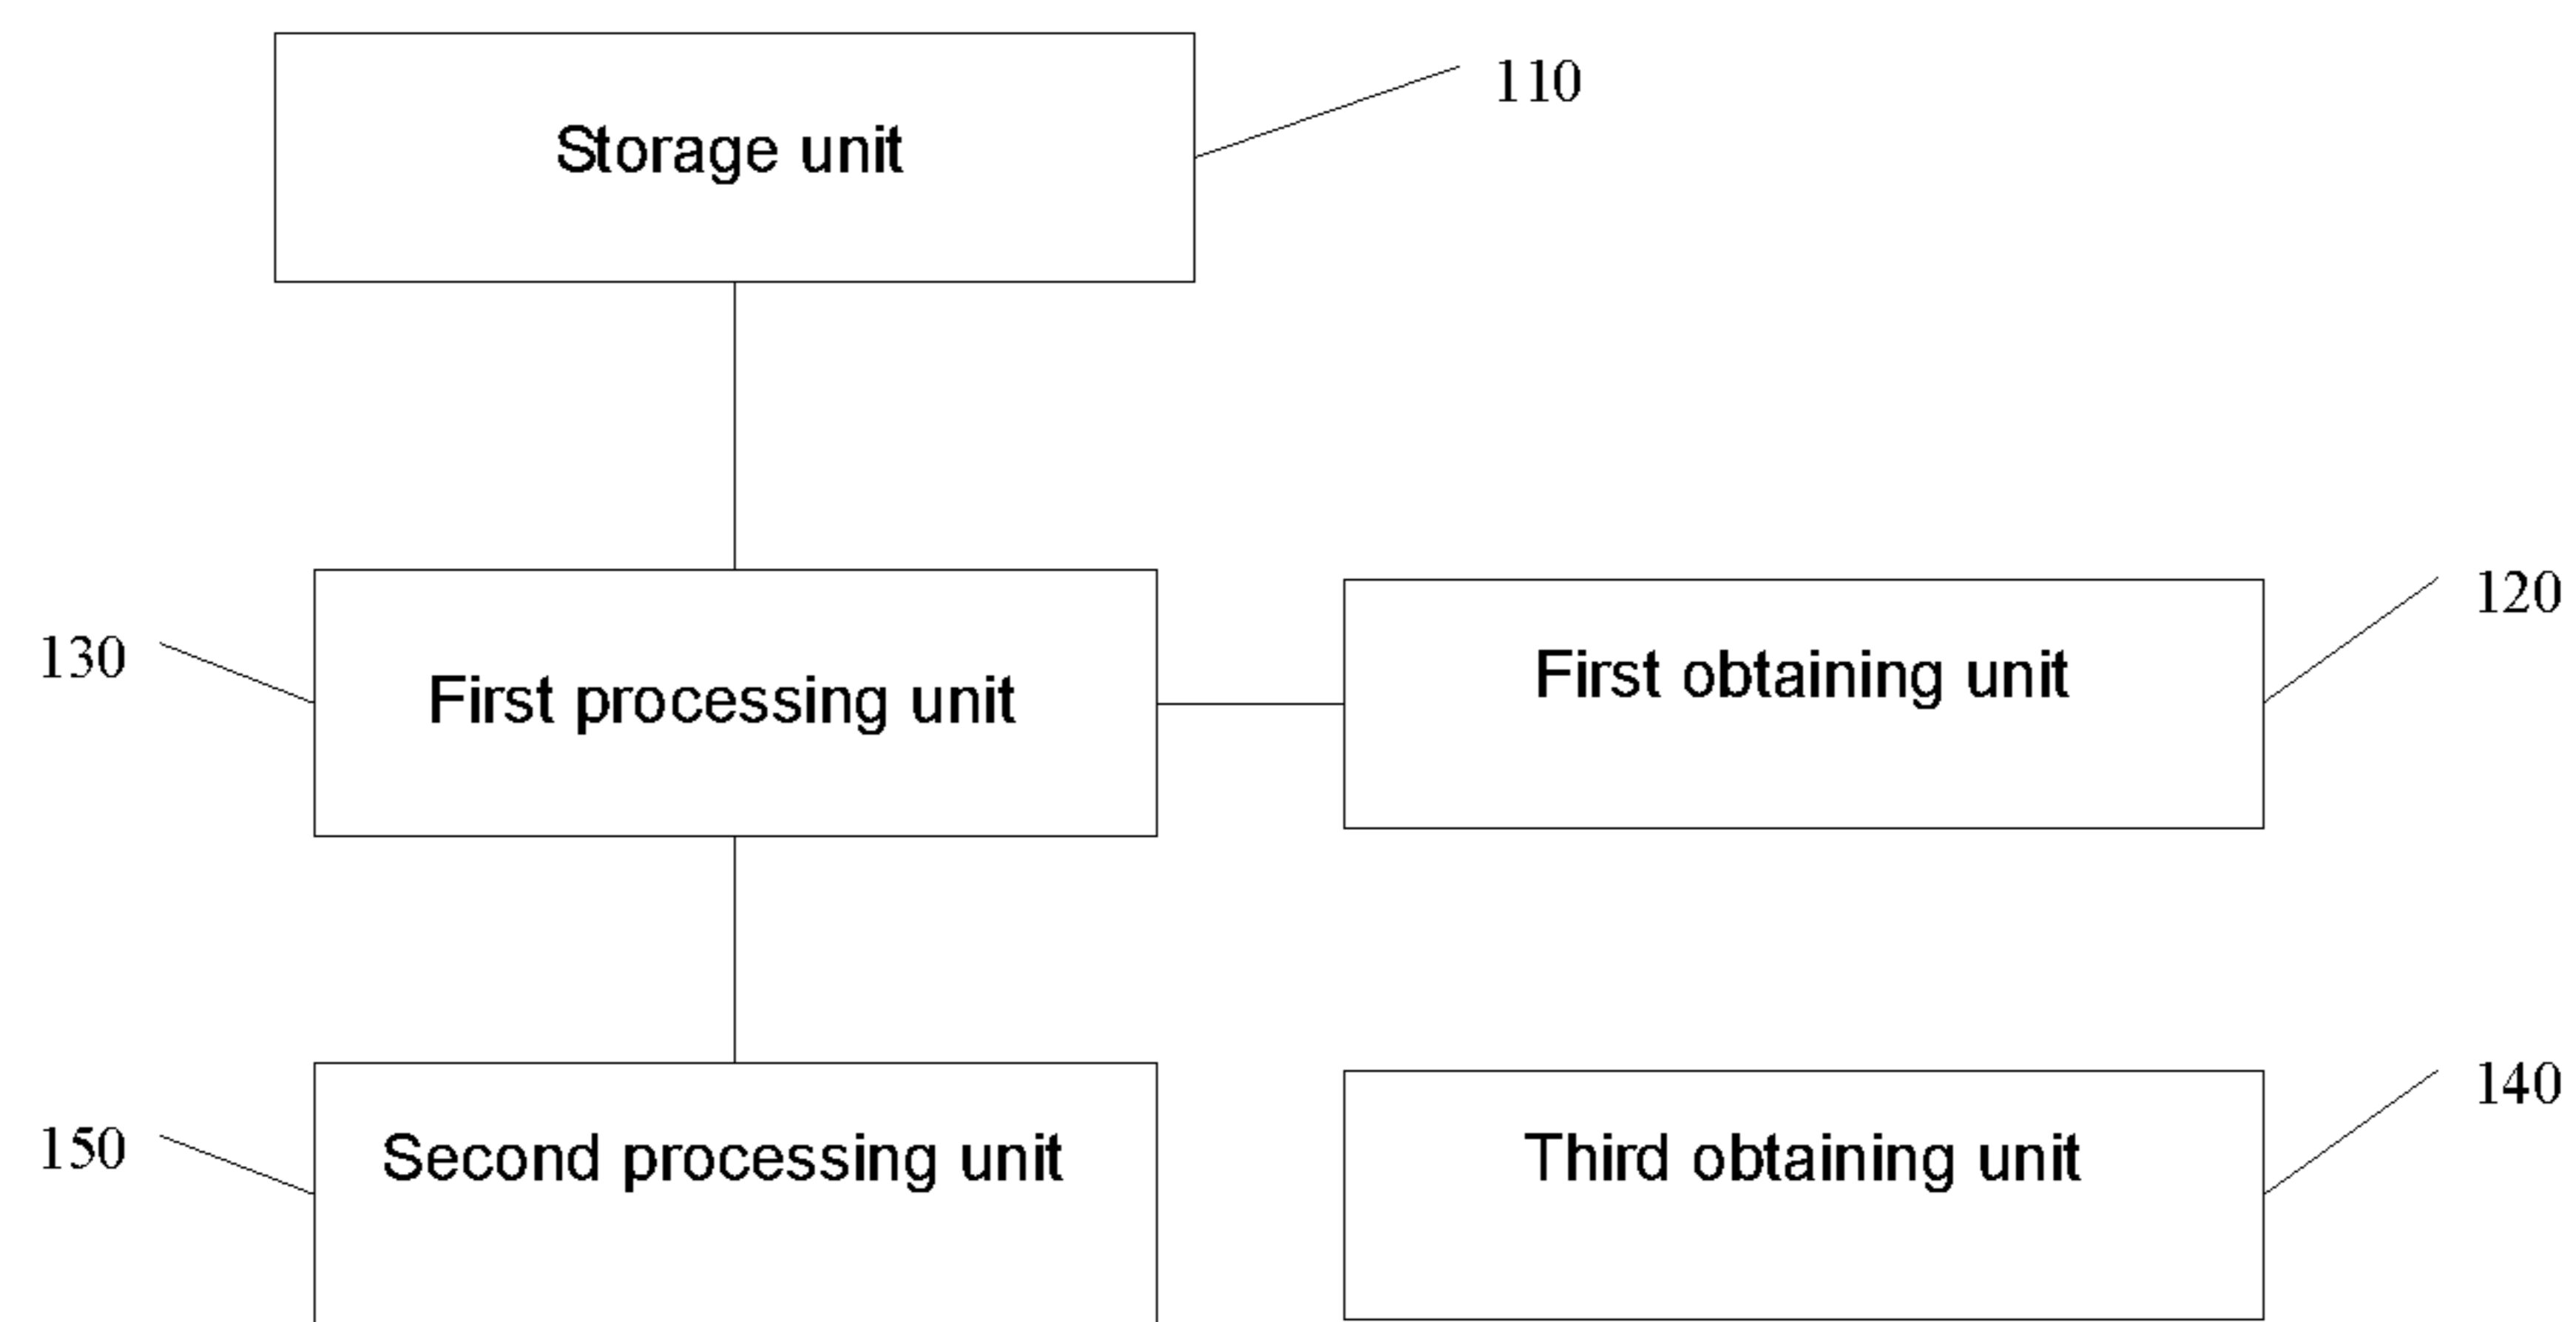 Storage unit
110
130
First processing unit
First obtaining unit
120
150
Second processing unit
Third obtaining unit
140